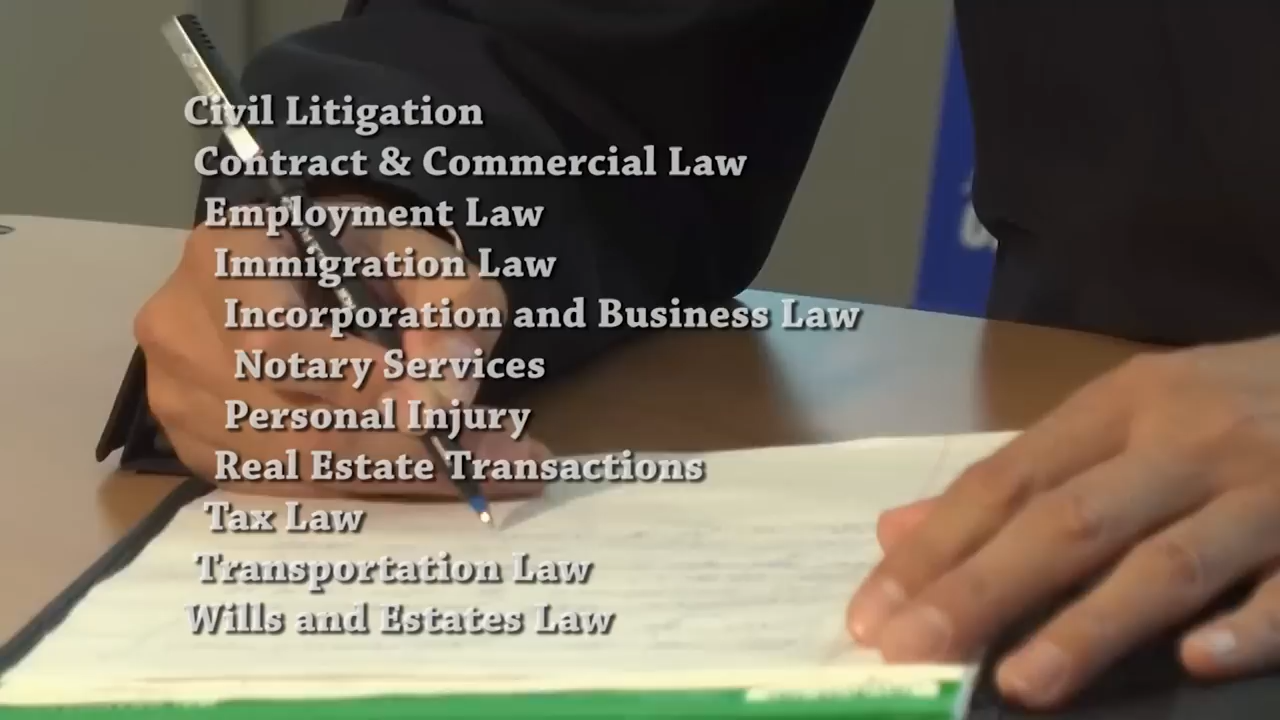 Civil Litigation
Contract & Commercial Law
Employment Law
Immigration Law
Incorporation and Business Law
Notary Services
Personal Injury
Real Estate Transactions
Tax Law
Transportation Law
Wills and Estates Law